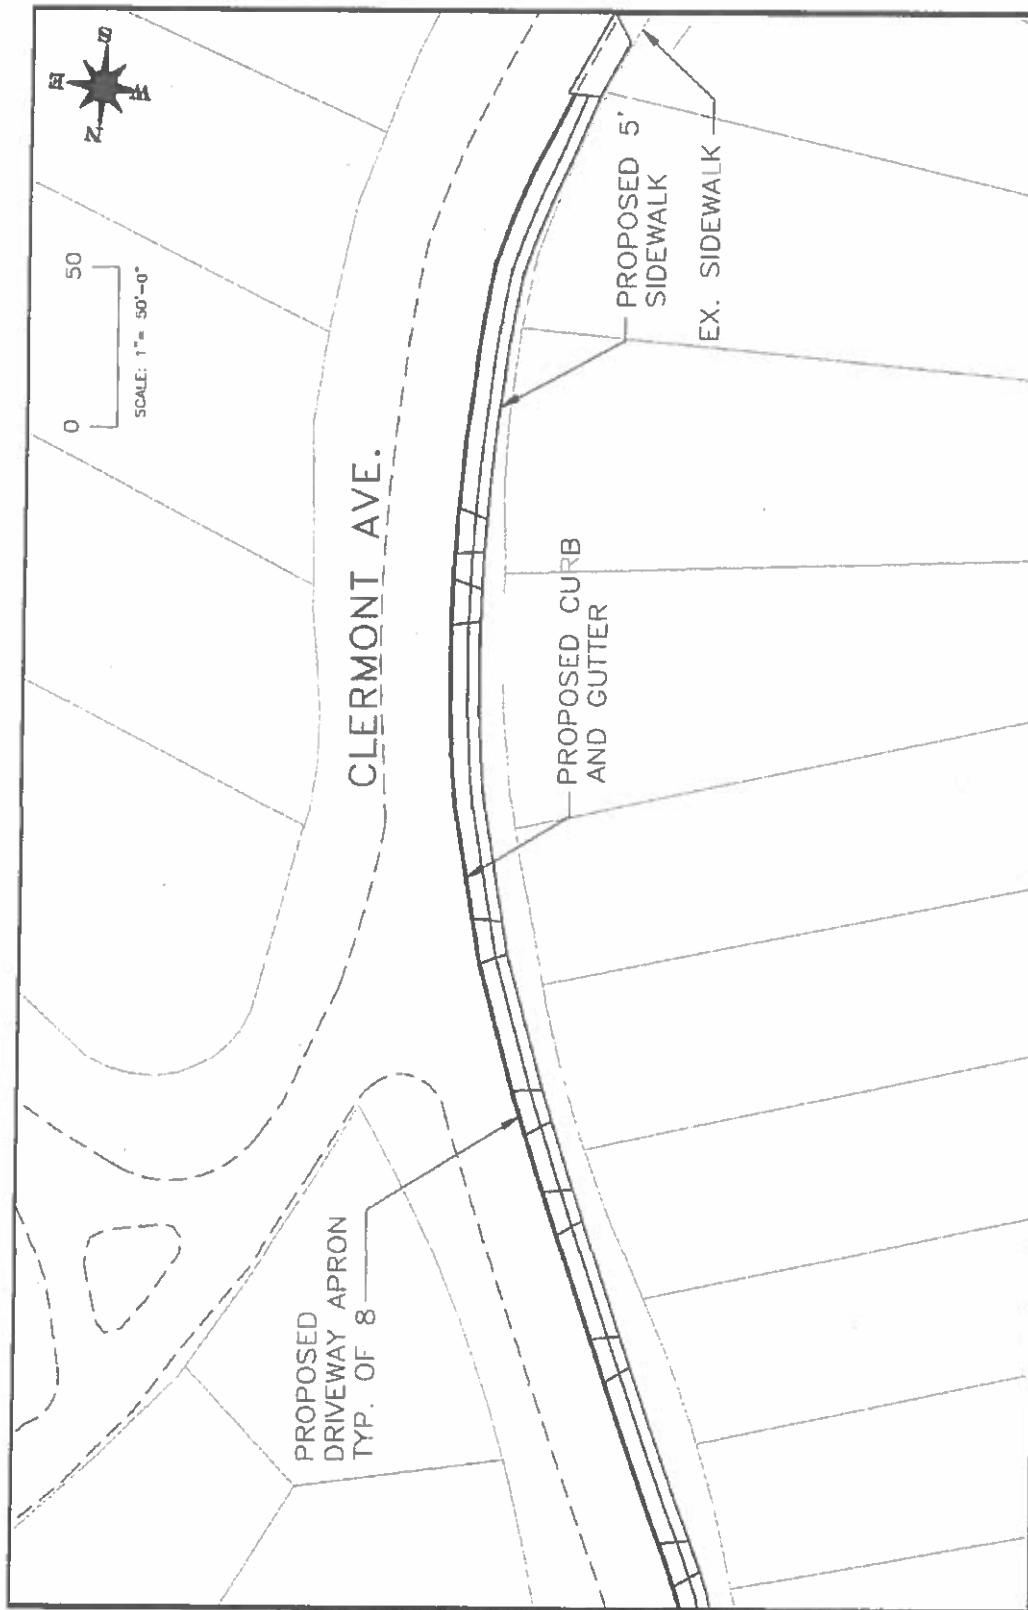 N
E
S
W
0
50
SCALE: 1"= 50'-0"
CLERMONT AVE.
PROPOSED
DRIVEWAY APRON
TYP. OF 8
PROPOSED CURB
AND GUTTER
PROPOSED 5'
SIDEWALK
EX. SIDEWALK